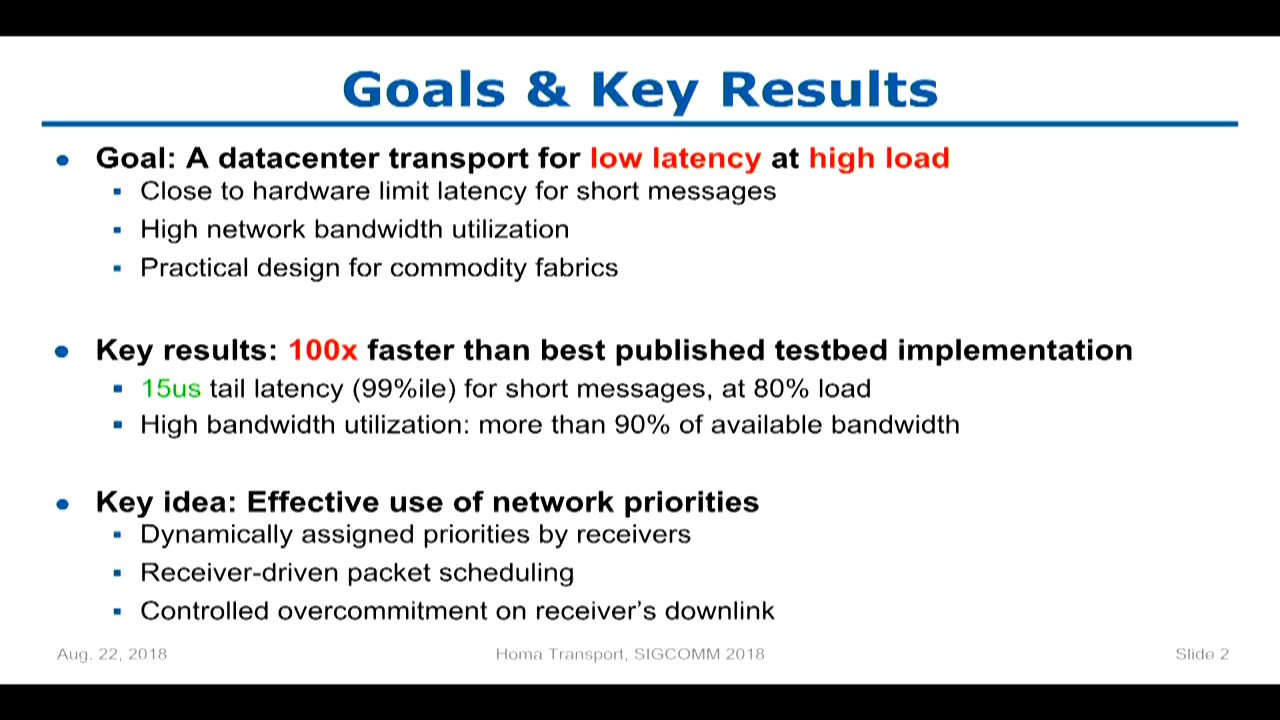 Goals & Key Results
• Goal: A datacenter transport for low latency at high load
▪ Close to hardware limit latency for short messages
▪ High network bandwidth utilization
▪ Practical design for commodity fabrics
• Key results: 100x faster than best published testbed implementation
▪ 15us tail latency (99%ile) for short messages, at 80% load
▪ High bandwidth utilization: more than 90% of available bandwidth
• Key idea: Effective use of network priorities
▪ Dynamically assigned priorities by receivers
▪ Receiver-driven packet scheduling
▪ Controlled overcommitment on receiver's downlink
Aug. 22, 2018
Homa Transport, SIGCOMM 2018
Slide 2